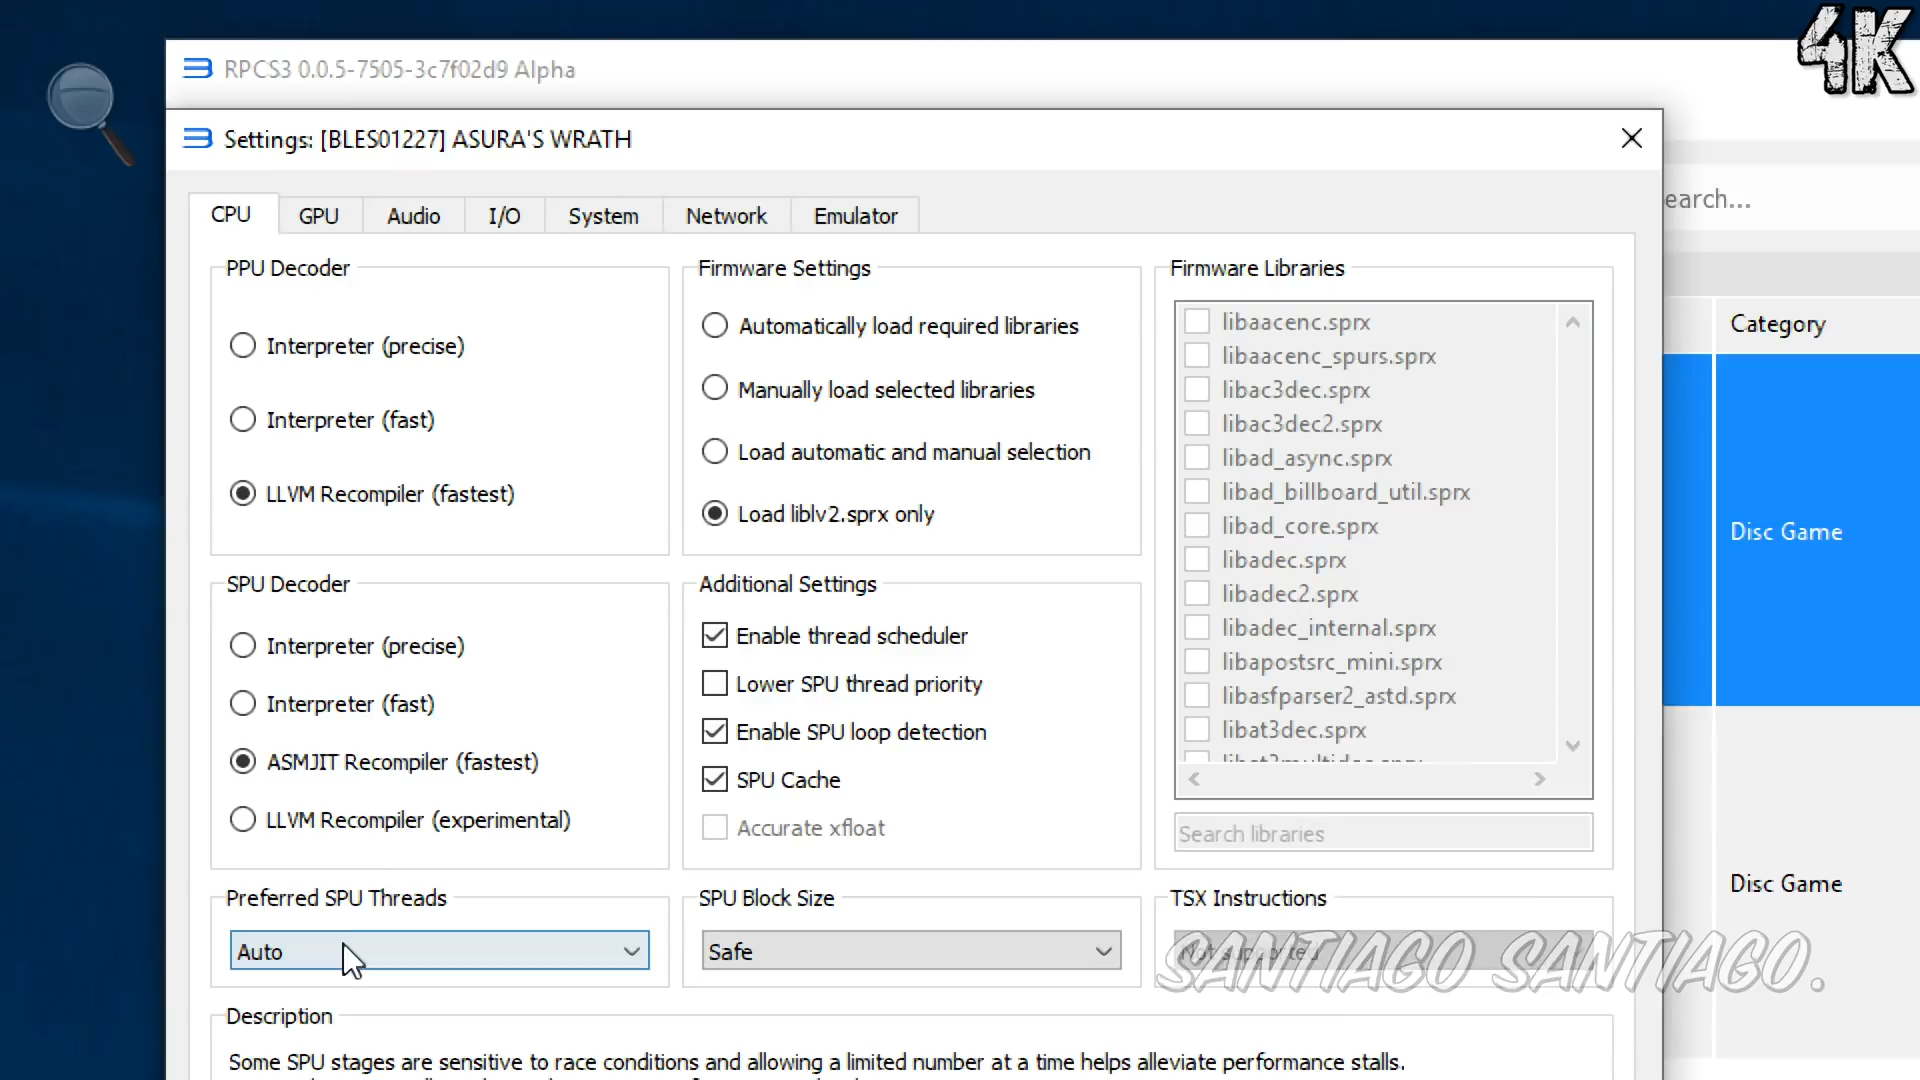 4K
RPCS3 0.0.5-7505-3c7f02d9 Alpha
Settings: [BLES01227] ASURA'S WRATH
earch...
CPU
GPU
Audio
I/O
System
Network
Emulator
PPU Decoder
Interpreter (precise)
Interpreter (fast)
LLVM Recompiler (fastest)
Firmware Settings
Automatically load required libraries
Manually load selected libraries
Load automatic and manual selection
Load liblv2.sprx only
Firmware Libraries
libaacenc.sprx
libaacenc_spurs.sprx
libac3dec.sprx
libac3dec2.sprx
libad_async.sprx
libad_billboard_util.sprx
libad_core.sprx
libadec.sprx
libadec2.sprx
libadec_internal.sprx
libapostsrc_mini.sprx
libasfparser2_astd.sprx
libat3dec.sprx
Search libraries
Category
Disc Game
Disc Game
SPU Decoder
Interpreter (precise)
Interpreter (fast)
ASMJIT Recompiler (fastest)
LLVM Recompiler (experimental)
Additional Settings
Enable thread scheduler
Lower SPU thread priority
Enable SPU loop detection
SPU Cache
Accurate xfloat
Preferred SPU Threads
Auto
SPU Block Size
Safe
TSX Instructions
Not supported
SANTIAGO SANTIAGO.
Description
Some SPU stages are sensitive to race conditions and allowing a limited number at a time helps alleviate performance stalls.